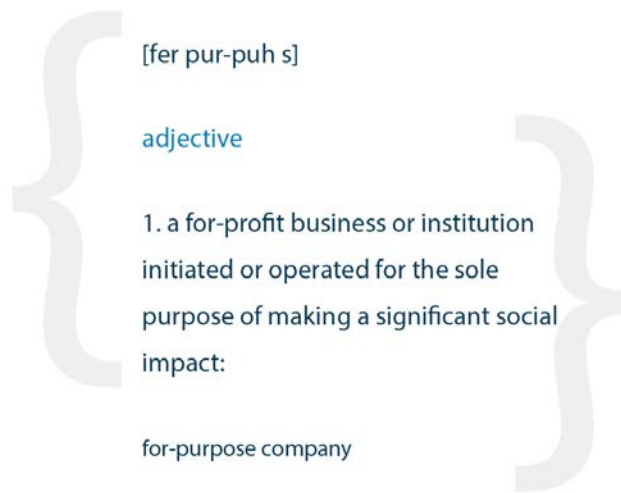 [fer pur-puh s]
adjective
1. a for-profit business or institution
initiated or operated for the sole
purpose of making a significant social
impact:
for-purpose company